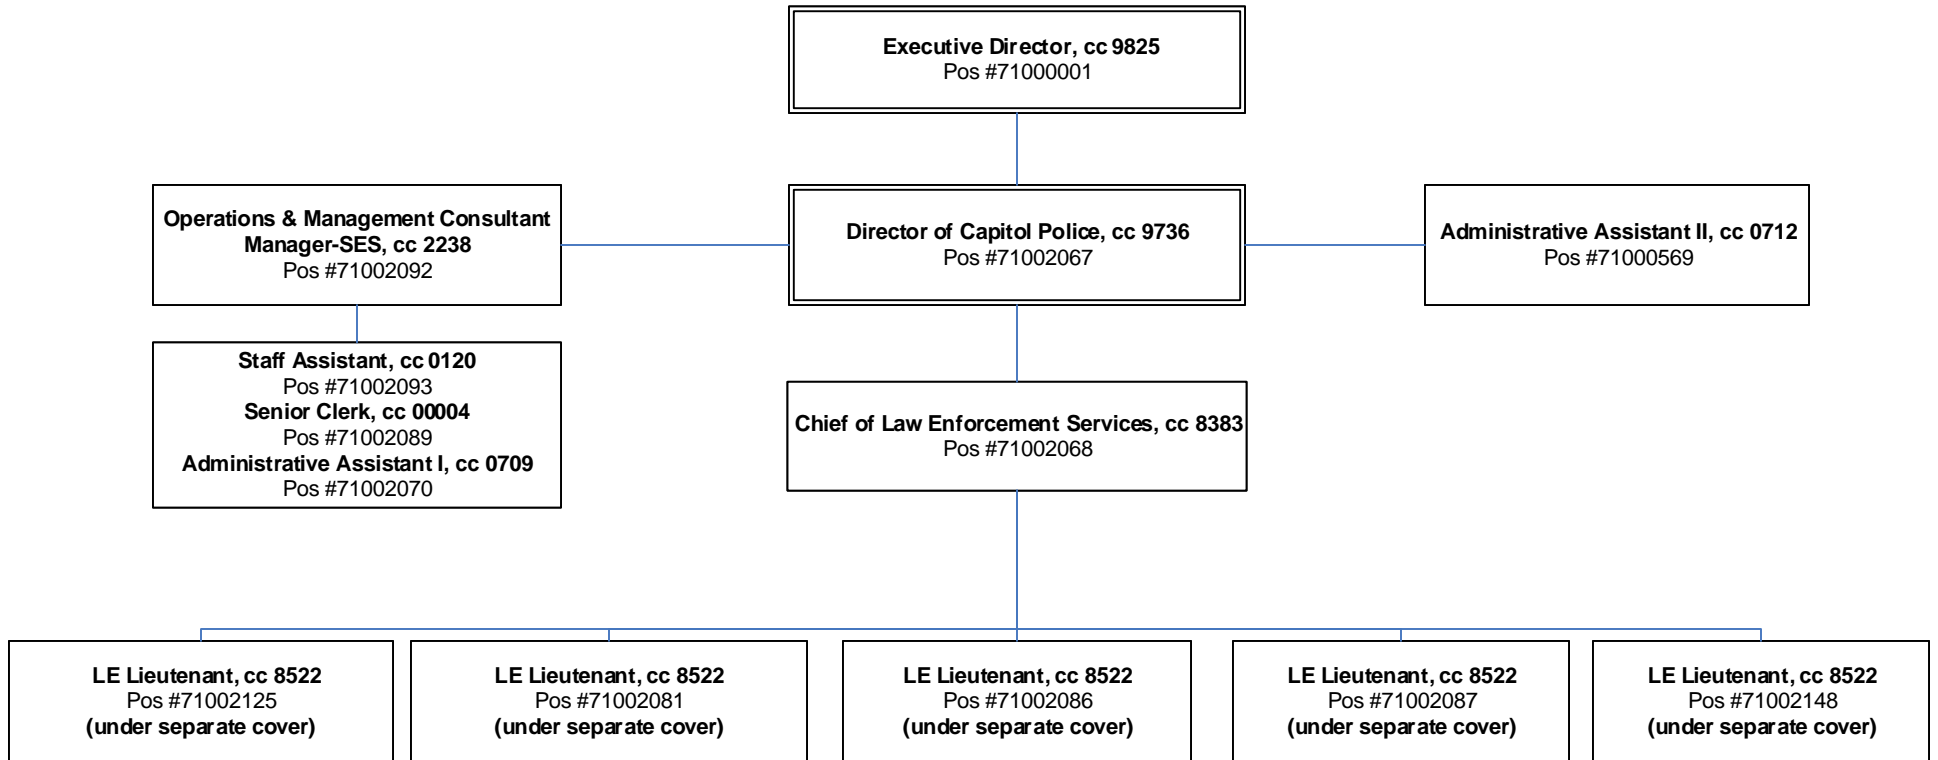 Executive Director, cc 9825
Pos #71000001
Operations & Management Consultant
Manager-SES, cc 2238
Pos #71002092
Director of Capitol Police, cc 9736
Pos #71002067
Administrative Assistant II, cc 0712
Pos #71000569
Staff Assistant, cc 0120
Pos #71002093
Senior Clerk, cc 00004
Pos #71002089
Administrative Assistant I, cc 0709
Pos #71002070
Chief of Law Enforcement Services, cc 8383
Pos #71002068
LE Lieutenant, cc 8522
Pos #71002125
(under separate cover)
LE Lieutenant, cc 8522
Pos #71002081
(under separate cover)
LE Lieutenant, cc 8522
Pos #71002086
(under separate cover)
LE Lieutenant, cc 8522
Pos #71002087
(under separate cover)
LE Lieutenant, cc 8522
Pos #71002148
(under separate cover)